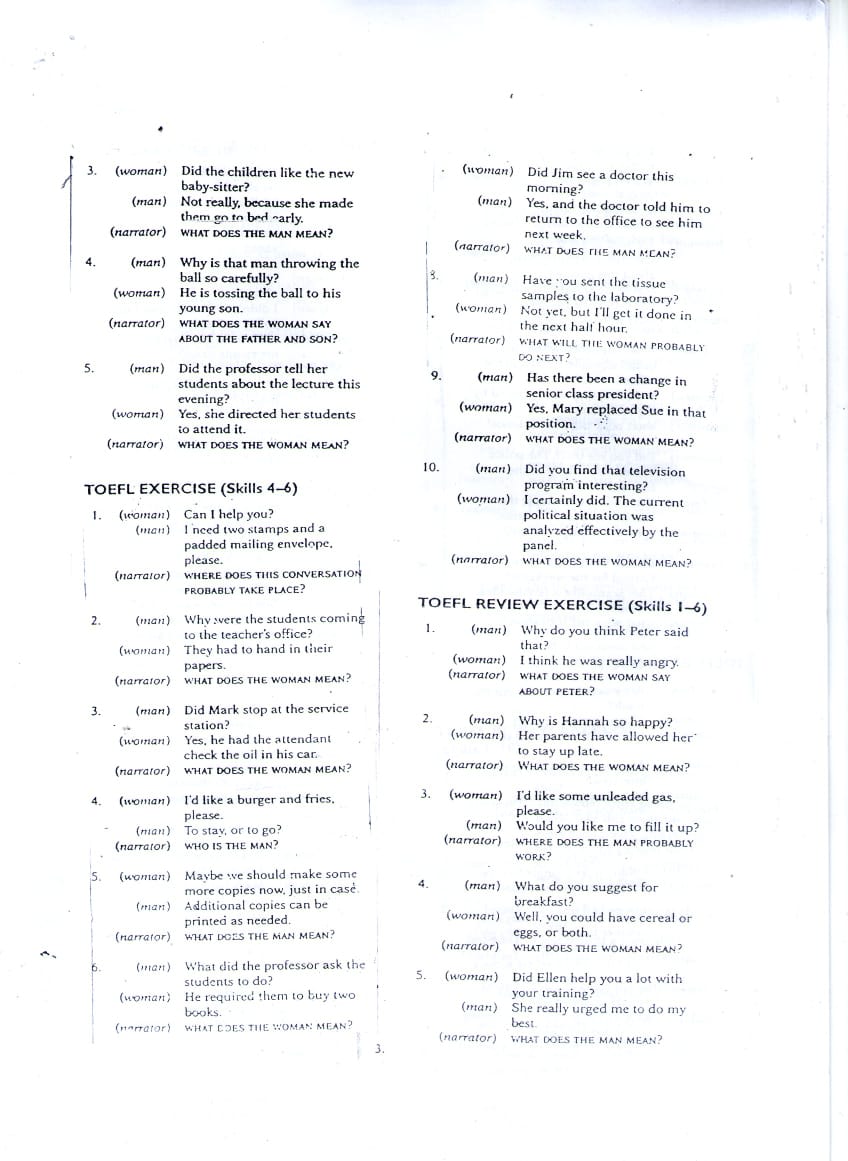 3. (woman) Did the children like the new
baby-sitter?
(man) Not really, because she made
them go to bed early.
(narrator) WHAT DOES THE MAN MEAN?
4. (man) Why is that man throwing the
ball so carefully?
(woman) He is tossing the ball to his
young son.
(narrator) WHAT DOES THE WOMAN SAY
ABOUT THE FATHER AND SON?
5. (man) Did the professor tell her
students about the lecture this
evening?
(woman) Yes, she directed her students
to attend it.
(narrator) WHAT DOES THE WOMAN MEAN?
TOEFL EXERCISE (Skills 4–6)
1. (woman) Can I help you?
(man) I need two stamps and a
padded mailing envelope,
please.
(narrator) WHERE DOES THIS CONVERSATION
PROBABLY TAKE PLACE?
2. (man) Why were the students coming
to the teacher's office?
(woman) They had to hand in their
papers.
(narrator) WHAT DOES THE WOMAN MEAN?
3. (man) Did Mark stop at the service
station?
(woman) Yes, he had the attendant
check the oil in his car.
(narrator) WHAT DOES THE WOMAN MEAN?
4. (woman) I'd like a burger and fries,
please.
(man) To stay, or to go?
(narrator) WHO IS THE MAN?
5. (woman) Maybe we should make some
more copies now, just in case.
(man) Additional copies can be
printed as needed.
(narrator) WHAT DOES THE MAN MEAN?
6. (man) What did the professor ask the
students to do?
(woman) He required them to buy two
books.
(narrator) WHAT DOES THE WOMAN MEAN?
(woman) Did Jim see a doctor this
morning?
(man) Yes, and the doctor told him to
return to the office to see him
next week.
(narrator) WHAT DOES THE MAN MEAN?
8. (man) Have you sent the tissue
samples to the laboratory?
(woman) Not yet, but I'll get it done in
the next half hour.
(narrator) WHAT WILL THE WOMAN PROBABLY
DO NEXT?
9. (man) Has there been a change in
senior class president?
(woman) Yes, Mary replaced Sue in that
position.
(narrator) WHAT DOES THE WOMAN MEAN?
10. (man) Did you find that television
program interesting?
(woman) I certainly did. The current
political situation was
analyzed effectively by the
panel.
(narrator) WHAT DOES THE WOMAN MEAN?
TOEFL REVIEW EXERCISE (Skills 1–6)
1. (man) Why do you think Peter said
that?
(woman) I think he was really angry.
(narrator) WHAT DOES THE WOMAN SAY
ABOUT PETER?
2. (man) Why is Hannah so happy?
(woman) Her parents have allowed her
to stay up late.
(narrator) WHAT DOES THE WOMAN MEAN?
3. (woman) I'd like some unleaded gas,
please.
(man) Would you like me to fill it up?
(narrator) WHERE DOES THE MAN PROBABLY
WORK?
4. (man) What do you suggest for
breakfast?
(woman) Well, you could have cereal or
eggs, or both.
(narrator) WHAT DOES THE WOMAN MEAN?
5. (woman) Did Ellen help you a lot with
your training?
(man) She really urged me to do my
best.
(narrator) WHAT DOES THE MAN MEAN?
3.